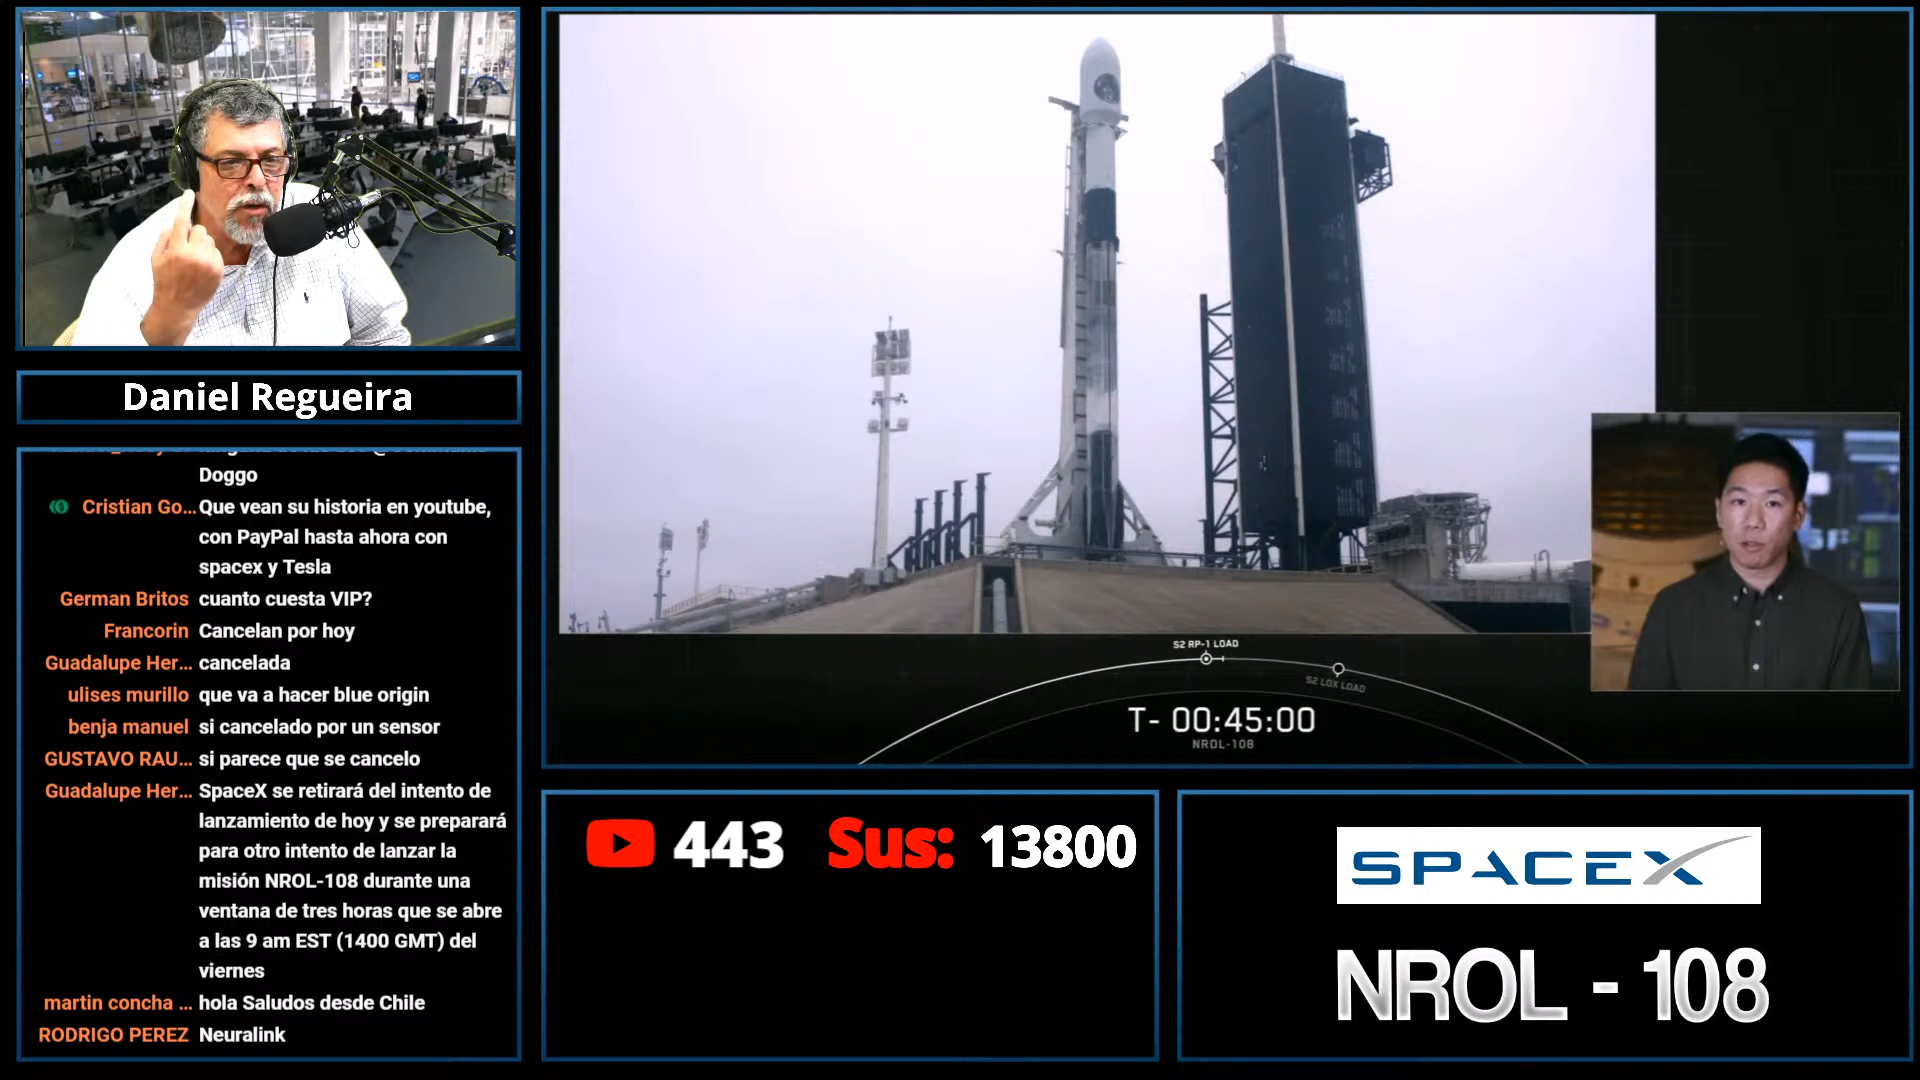 Daniel Regueira
Doggo
Cristian Go... Que vean su historia en youtube,
con PayPal hasta ahora con
spacex y Tesla
German Britos cuanto cuesta VIP?
Francorin Cancelan por hoy
Guadalupe Her... cancelada
ulises murillo que va a hacer blue origin
benja manuel si cancelado por un sensor
GUSTAVO RAU... si parece que se cancelo
Guadalupe Her... SpaceX se retirará del intento de
lanzamiento de hoy y se preparará
para otro intento de lanzar la
misión NROL-108 durante una
ventana de tres horas que se abre
a las 9 am EST (1400 GMT) del
viernes
martin concha ... hola Saludos desde Chile
RODRIGO PEREZ Neuralink
S2 RP-1 LOAD
S2 LOX LOAD
T- 00:45:00
NROL-108
443 Sus: 13800
SPACEX
NROL - 108